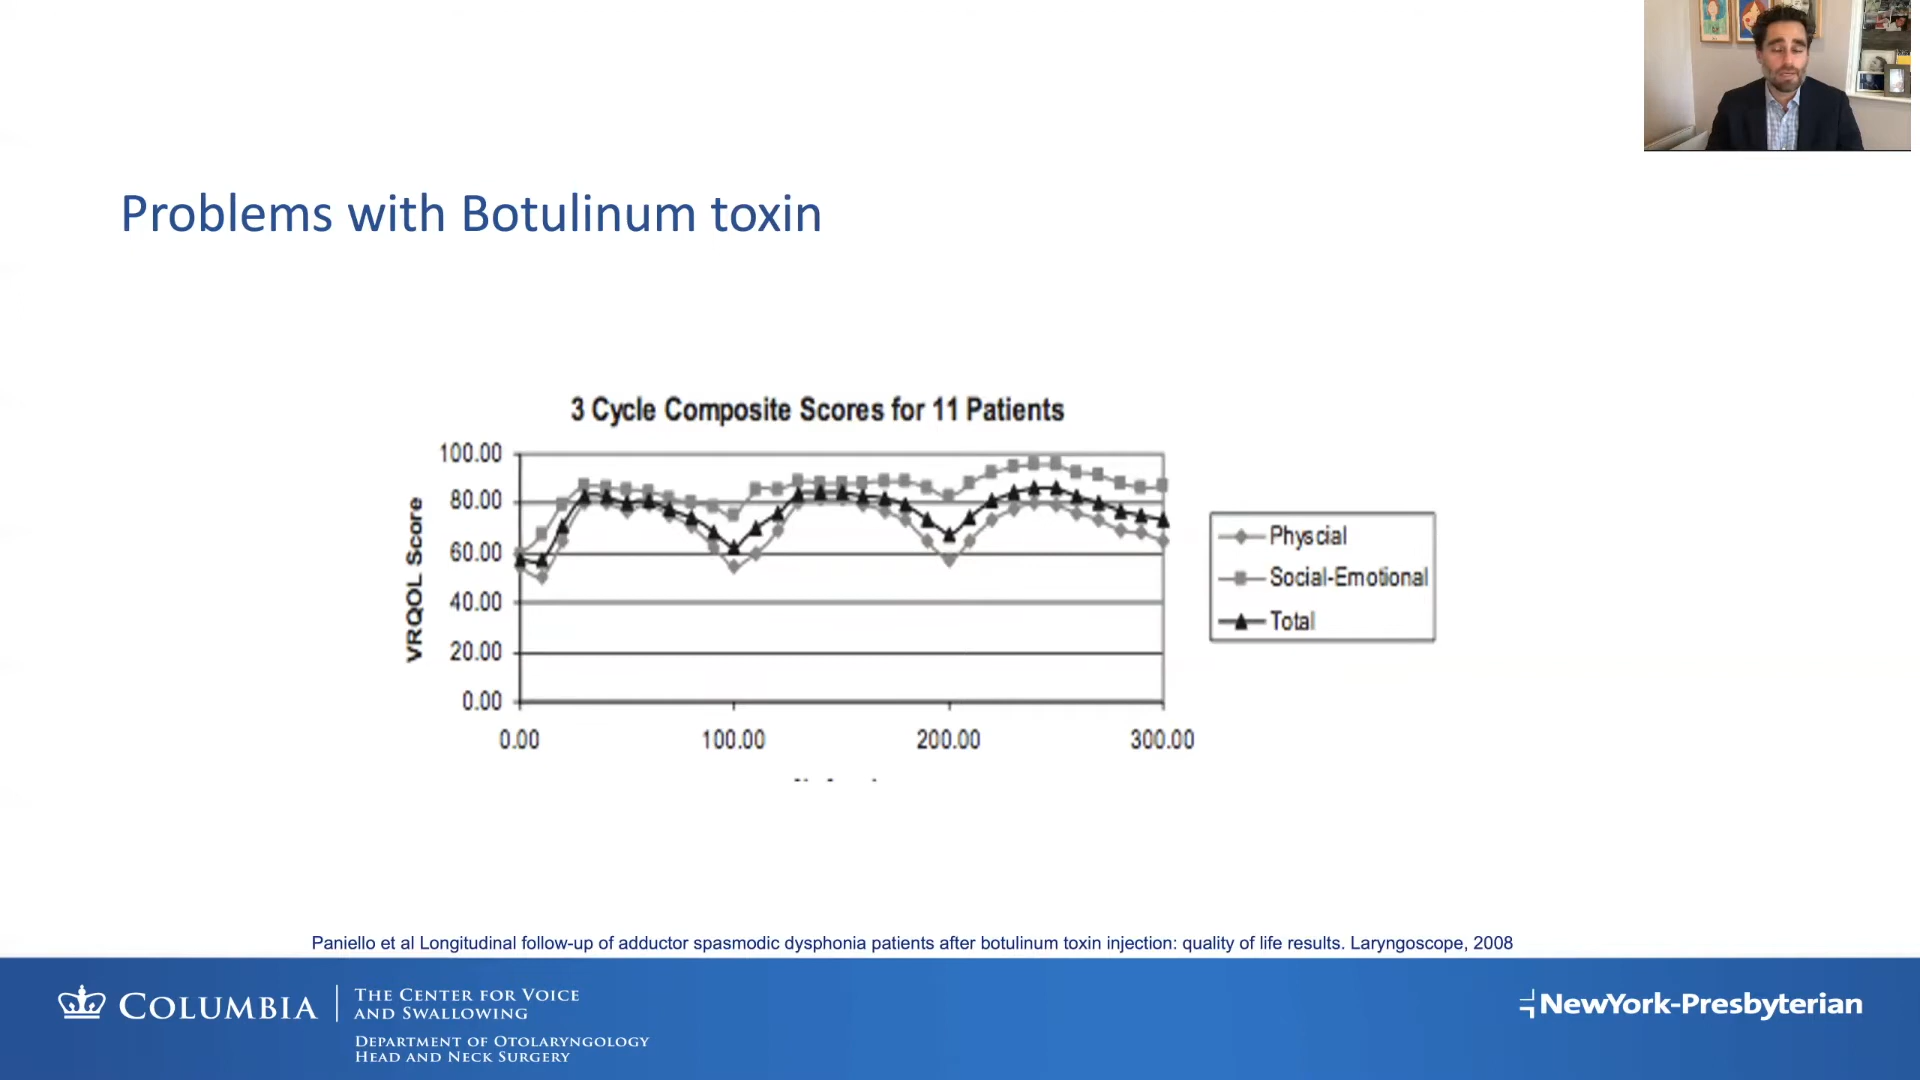 Problems with Botulinum toxin
3 Cycle Composite Scores for 11 Patients
100.00
80.00
60.00
40.00
20.00
0.00
VRQOL Score
0.00 100.00 200.00 300.00
Physcial
Social-Emotional
Total
Paniello et al Longitudinal follow-up of adductor spasmodic dysphonia patients after botulinum toxin injection: quality of life results. Laryngoscope, 2008
COLUMBIA
THE CENTER FOR VOICE
AND SWALLOWING
DEPARTMENT OF OTOLARYNGOLOGY
HEAD AND NECK SURGERY
NewYork-Presbyterian